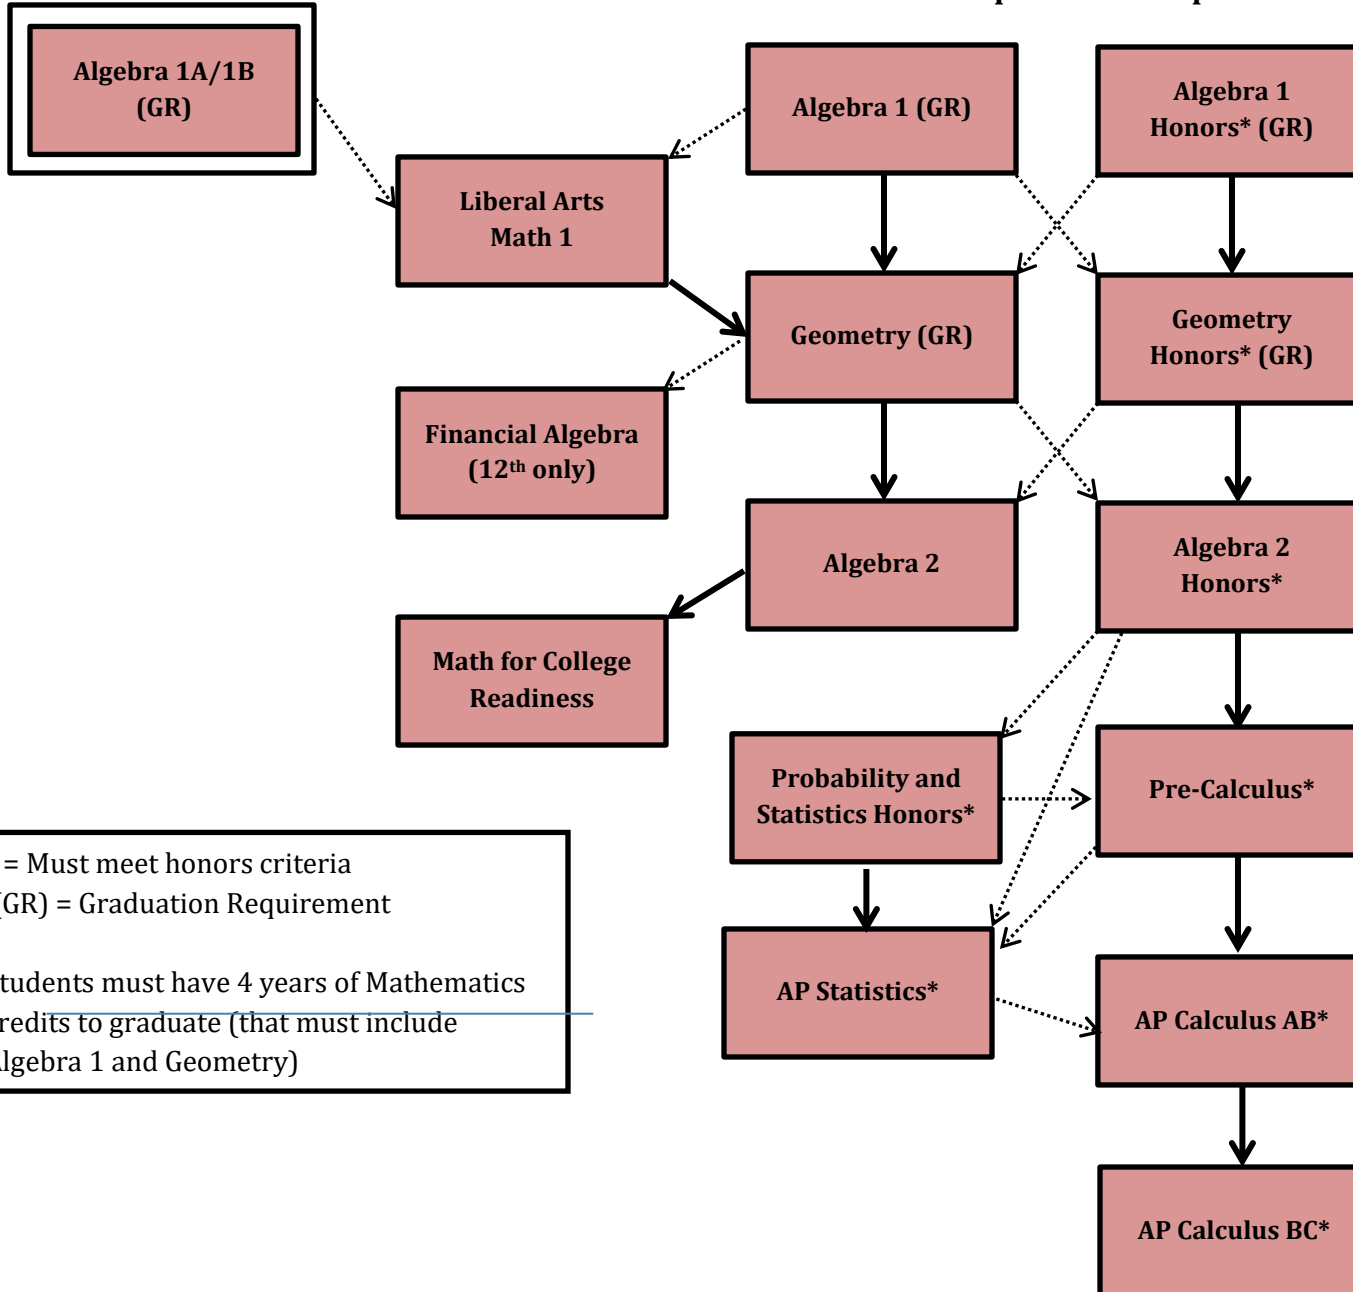 Algebra 1A/1B
(GR)
Algebra 1 (GR)
Algebra 1
Honors* (GR)
Liberal Arts
Math 1
Geometry (GR)
Geometry
Honors* (GR)
Financial Algebra
(12th only)
Algebra 2
Algebra 2
Honors*
Math for College
Readiness
Probability and
Statistics Honors*
Pre-Calculus*
= Must meet honors criteria
(GR) = Graduation Requirement
tudents must have 4 years of Mathematics
redits to graduate (that must include
lgebra 1 and Geometry)
AP Statistics*
AP Calculus AB*
AP Calculus BC*